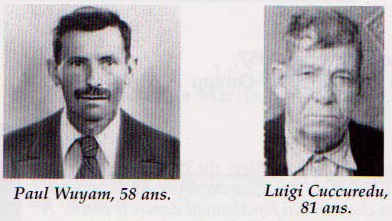 Paul Wuyam, 58 ans.
Luigi Cuccuredu,
81 ans.